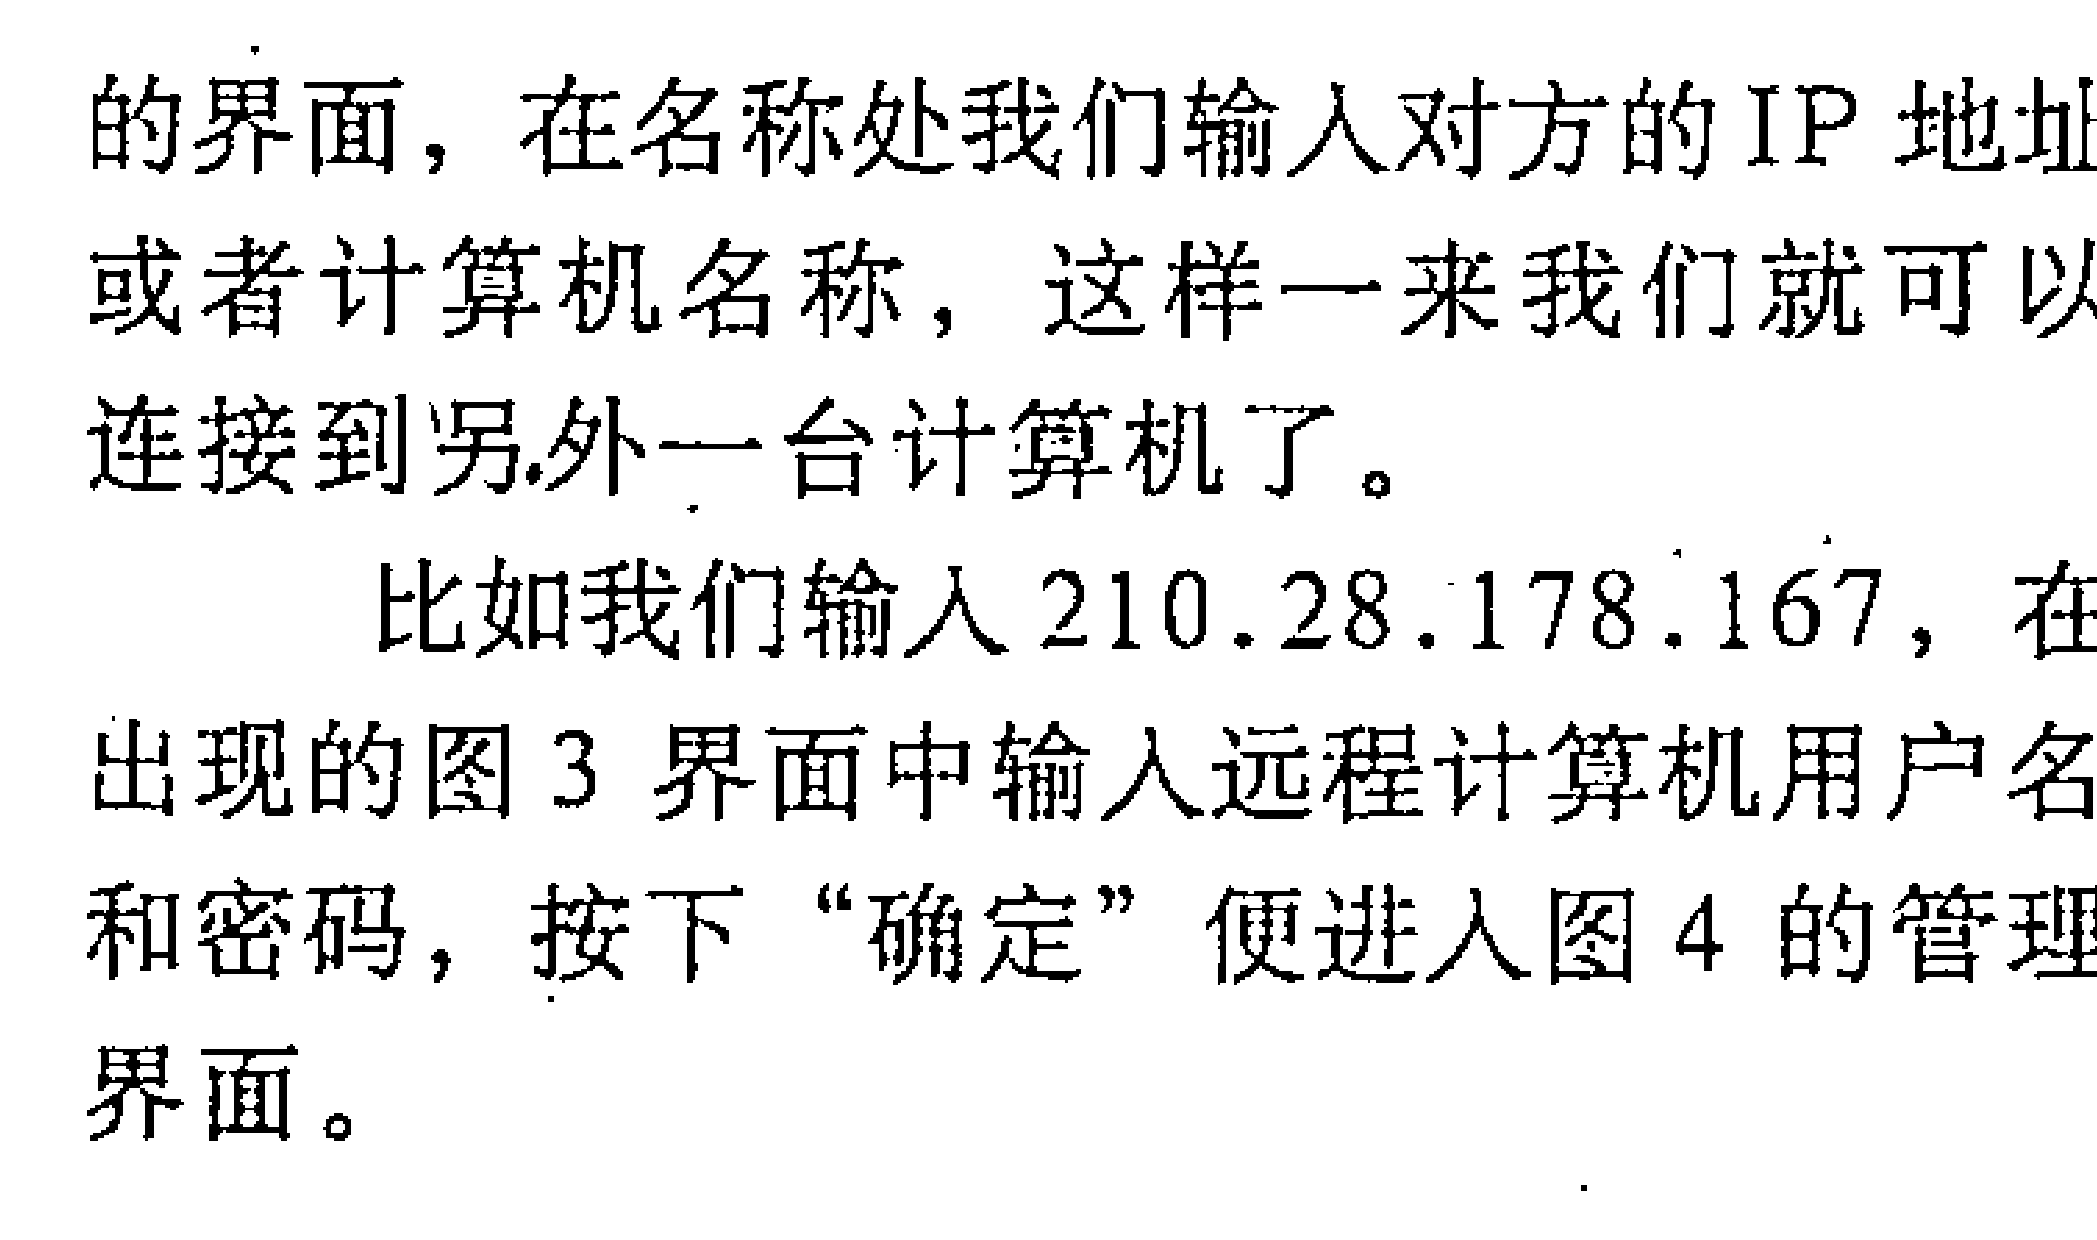 的界面，在名称处我们输入对方的IP 地址
或者计算机名称，这样一来我们就可以
连接到另外一台计算机了。
比如我们输入210.28.178.167，在
出现的图 3 界面中输入远程计算机用户名
和密码，按下“确定”便进入图 4 的管理
界面。